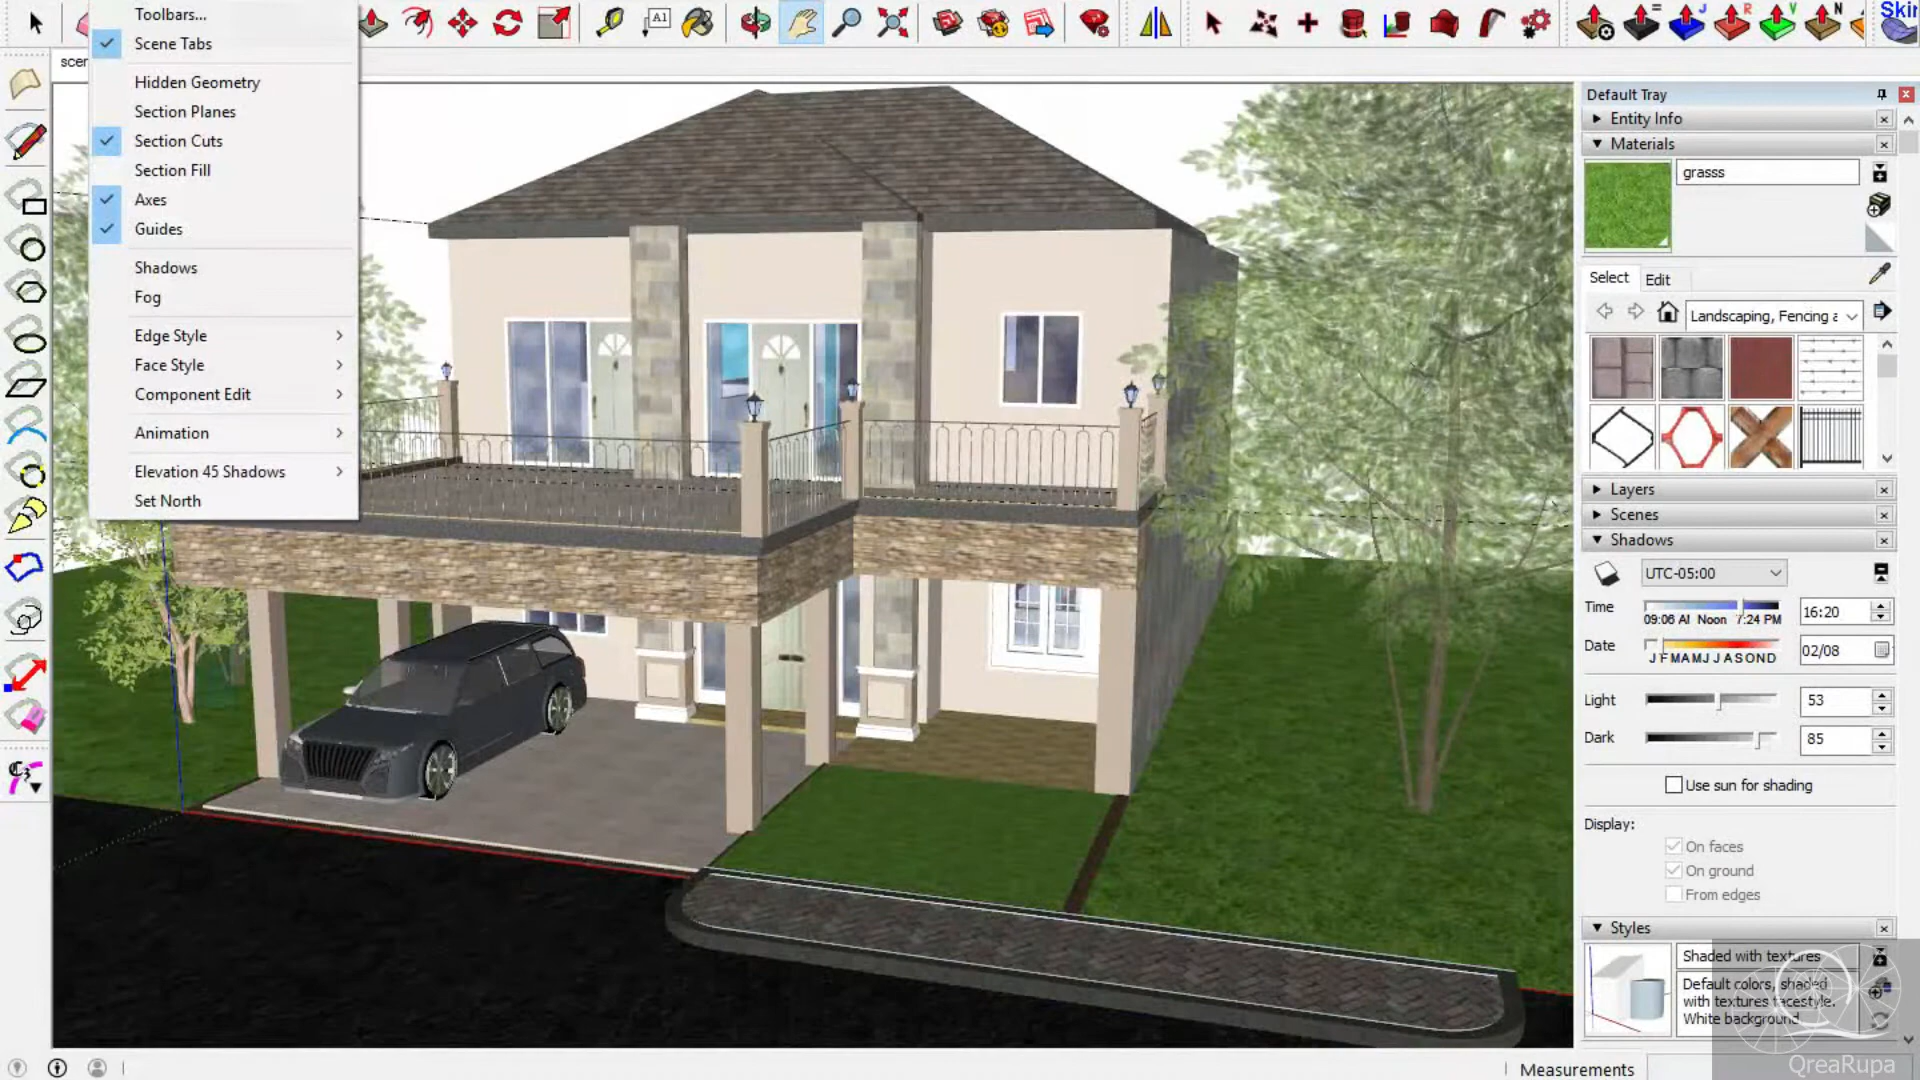 Toolbars...
Scene Tabs
Hidden Geometry
Section Planes
Section Cuts
Section Fill
Axes
Guides
Shadows
Fog
Edge Style
Face Style
Component Edit
Animation
Elevation 45 Shadows
Set North
A1
J
R
V
N
Skir
scer
Default Tray
Entity Info
Materials
grasss
Select
Edit
Landscaping, Fencing a
Layers
Scenes
Shadows
UTC-05:00
Time
09:06 AI Noon 7:24 PM
16:20
Date
J F M A M J J A S O N D
02/08
Light
53
Dark
85
Use sun for shading
Display:
On faces
On ground
From edges
Styles
Shaded with textures
Default colors, shaded
with textures facestyle.
White background
Measurements
QreaRupa